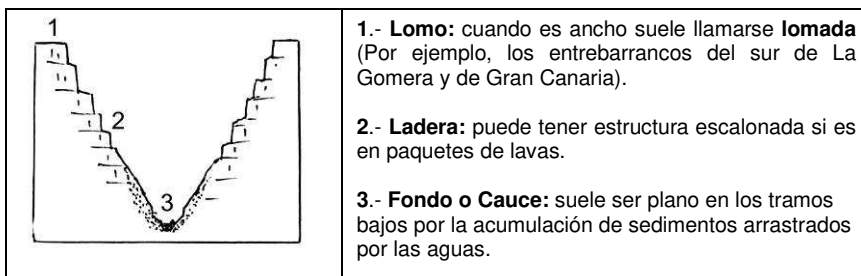 1
2
3
1.- Lomo: cuando es ancho suele llamarse lomada
(Por ejemplo, los entrebarrancos del sur de La
Gomera y de Gran Canaria).
2.- Ladera: puede tener estructura escalonada si es
en paquetes de lavas.
3.- Fondo o Cauce: suele ser plano en los tramos
bajos por la acumulación de sedimentos arrastrados
por las aguas.